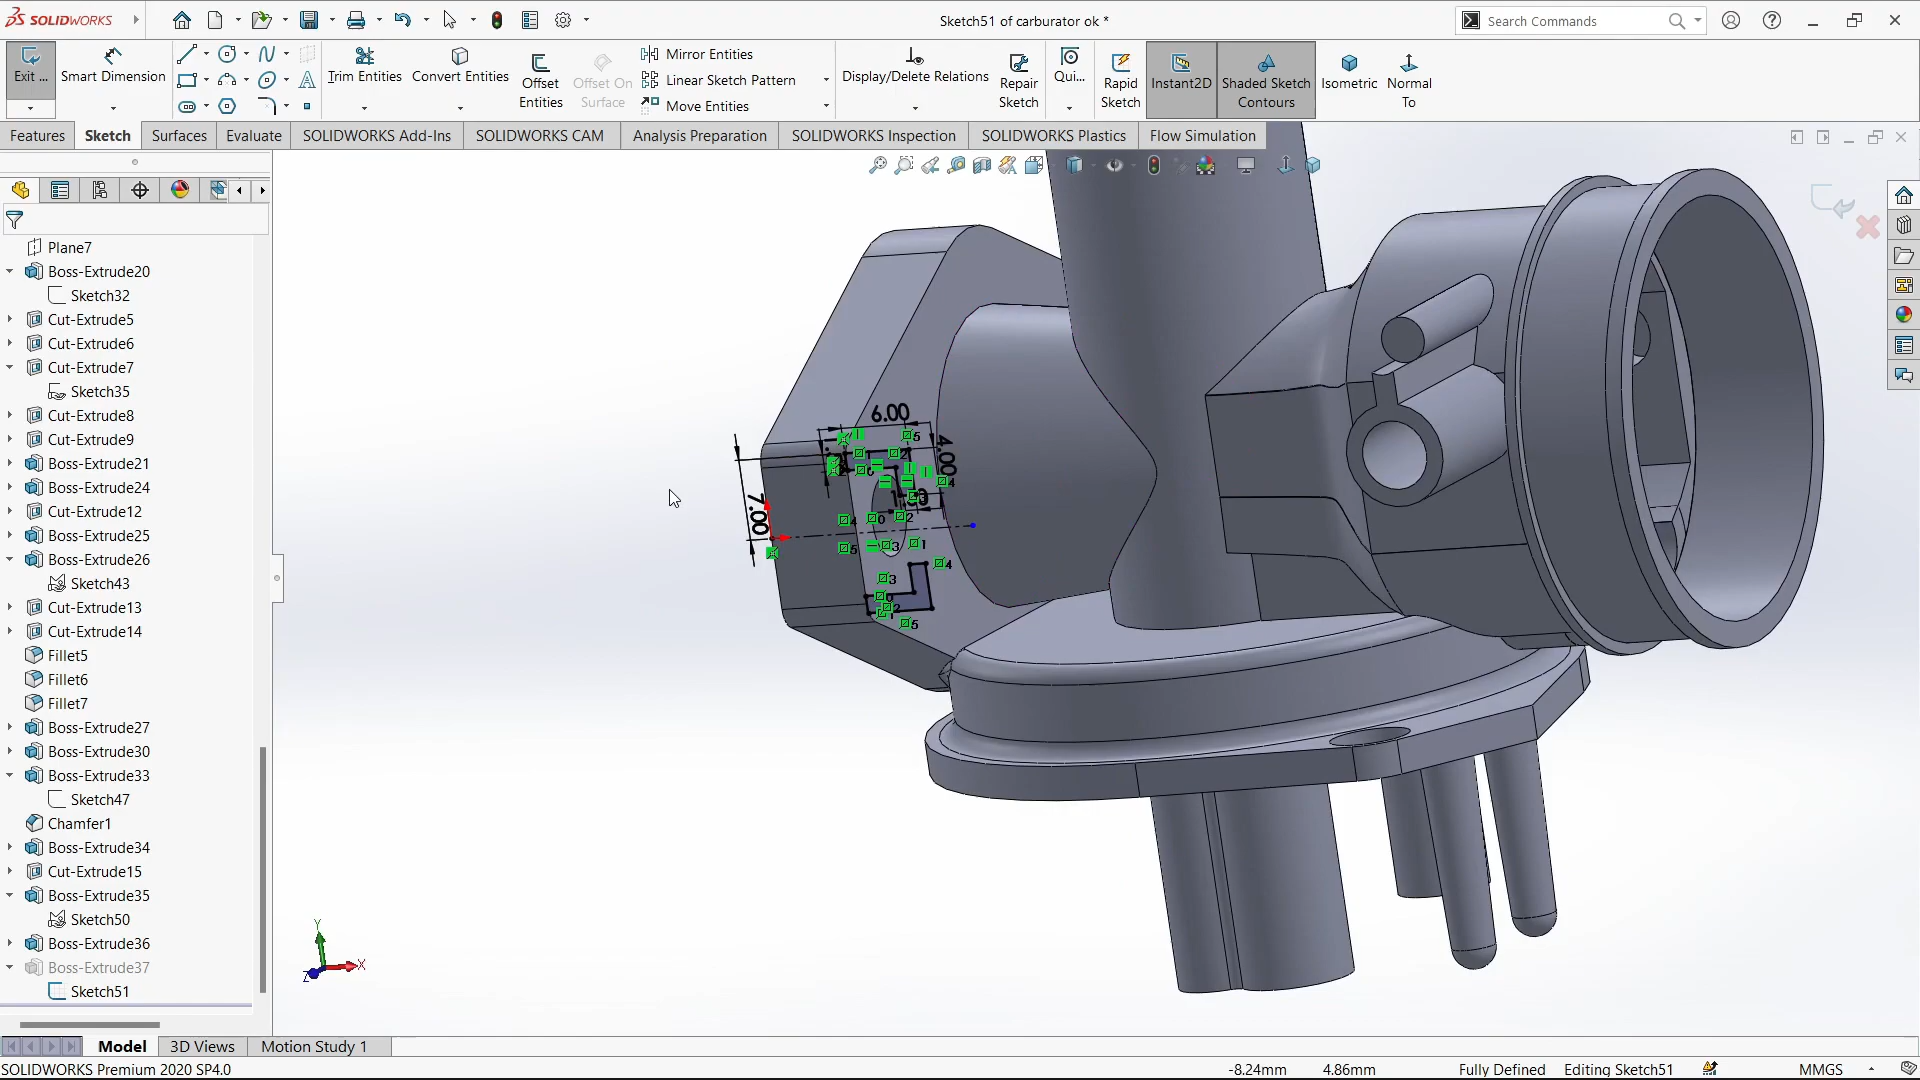 SOLIDWORKS
Sketch51 of carburator ok *
Search Commands
Exit ...
Smart Dimension
Trim Entities
Convert Entities
Offset Entities
Offset On Surface
Mirror Entities
Linear Sketch Pattern
Move Entities
Display/Delete Relations
Repair Sketch
Qui...
Rapid Sketch
Instant2D
Shaded Sketch Contours
Isometric
Normal To
Features
Sketch
Surfaces
Evaluate
SOLIDWORKS Add-Ins
SOLIDWORKS CAM
Analysis Preparation
SOLIDWORKS Inspection
SOLIDWORKS Plastics
Flow Simulation
Plane7
Boss-Extrude20
Sketch32
Cut-Extrude5
Cut-Extrude6
Cut-Extrude7
Sketch35
Cut-Extrude8
Cut-Extrude9
Boss-Extrude21
Boss-Extrude24
Cut-Extrude12
Boss-Extrude25
Boss-Extrude26
Sketch43
Cut-Extrude13
Cut-Extrude14
Fillet5
Fillet6
Fillet7
Boss-Extrude27
Boss-Extrude30
Boss-Extrude33
Sketch47
Chamfer1
Boss-Extrude34
Cut-Extrude15
Boss-Extrude35
Sketch50
Boss-Extrude36
Boss-Extrude37
Sketch51
6.00
4.00
7.00
Y
X
Z
Model
3D Views
Motion Study 1
SOLIDWORKS Premium 2020 SP4.0
-8.24mm
4.86mm
Fully Defined
Editing Sketch51
MMGS